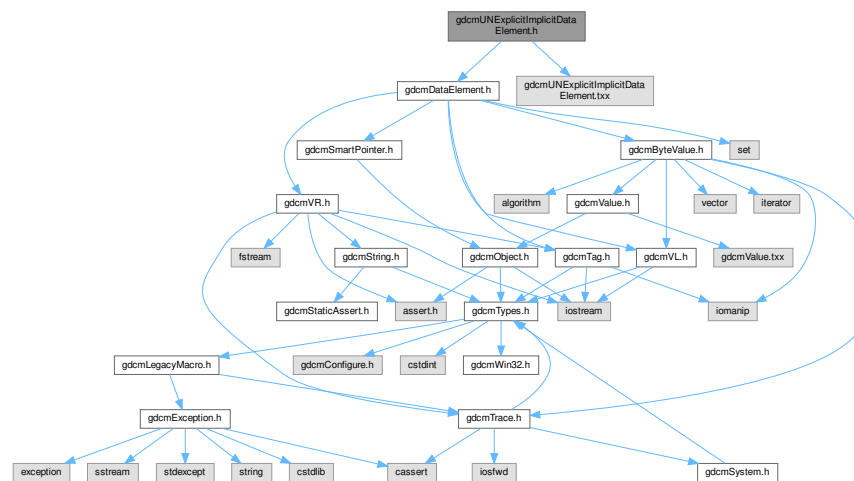 gdcmUNExplicitImplicitData
Element.h
gdcmDataElement.h
gdcmUNExplicitImplicitData
Element.txx
gdcmSmartPointer.h
gdcmByteValue.h
set
gdcmVR.h
algorithm
gdcmValue.h
vector
iterator
fstream
gdcmString.h
gdcmObject.h
gdcmTag.h
gdcmVL.h
gdcmValue.txx
gdcmStaticAssert.h
assert.h
gdcmTypes.h
iostream
iomanip
gdcmLegacyMacro.h
gdcmConfigure.h
cstdint
gdcmWin32.h
gdcmException.h
gdcmTrace.h
exception
sstream
stdexcept
string
cstdlib
cassert
iosfwd
gdcmSystem.h